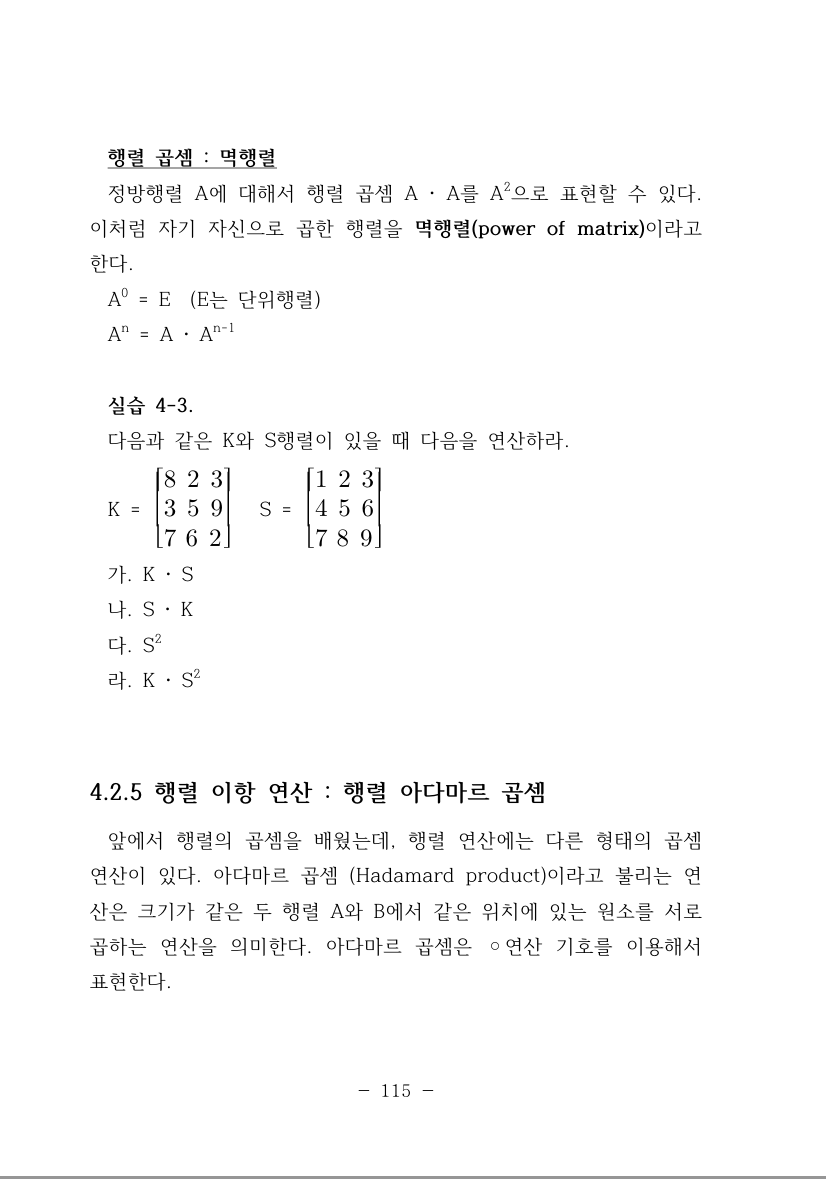 행렬 곱셈 : 멱행렬
정방행렬 A에 대해서 행렬 곱셈 A · A를 A²으로 표현할 수 있다.
이처럼 자기 자신으로 곱한 행렬을 멱행렬(power of matrix)이라고
한다.
A⁰ = E (E는 단위행렬)
Aⁿ = A · Aⁿ⁻¹
실습 4-3.
다음과 같은 K와 S행렬이 있을 때 다음을 연산하라.
8 2 3 1 2 3
K = 3 5 9 S = 4 5 6
7 6 2 7 8 9
가. K · S
나. S · K
다. S²
라. K · S²
4.2.5 행렬 이항 연산 : 행렬 아다마르 곱셈
앞에서 행렬의 곱셈을 배웠는데, 행렬 연산에는 다른 형태의 곱셈
연산이 있다. 아다마르 곱셈 (Hadamard product)이라고 불리는 연
산은 크기가 같은 두 행렬 A와 B에서 같은 위치에 있는 원소를 서로
곱하는 연산을 의미한다. 아다마르 곱셈은 ○연산 기호를 이용해서
표현한다.
- 115 -